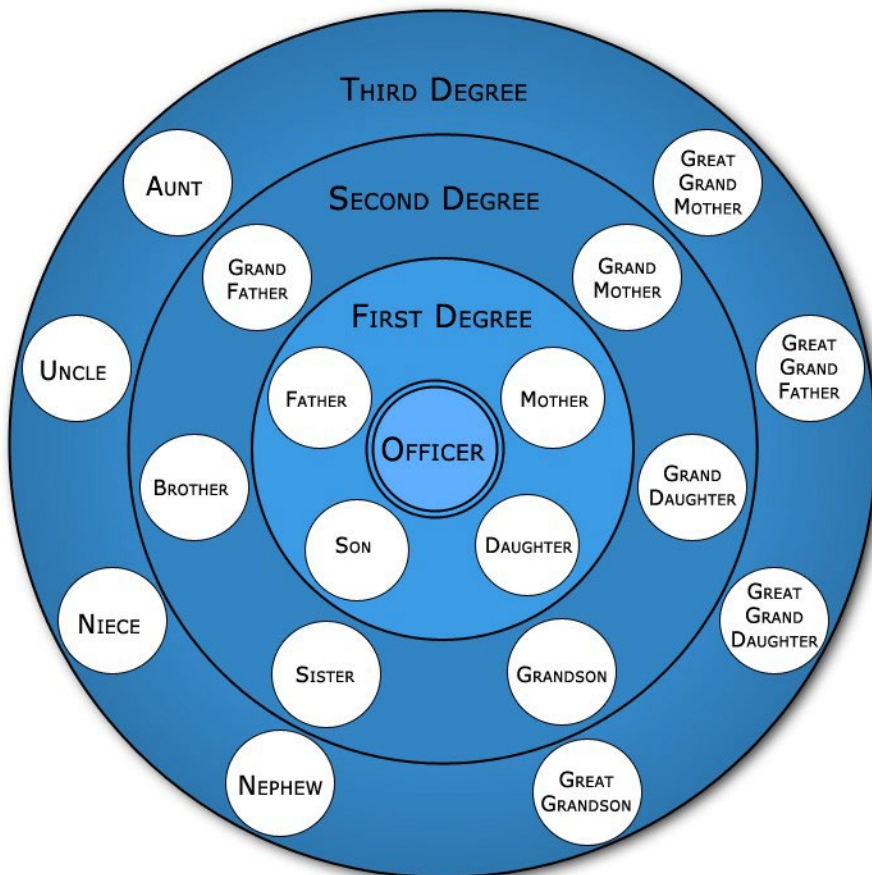 Third Degree
Aunt
Great
Grand
Mother
Second Degree
Grand
Father
Grand
Mother
First Degree
Uncle
Great
Grand
Father
Father
Mother
Officer
Brother
Grand
Daughter
Son
Daughter
Niece
Great
Grand
Daughter
Sister
Grandson
Nephew
Great
Grandson